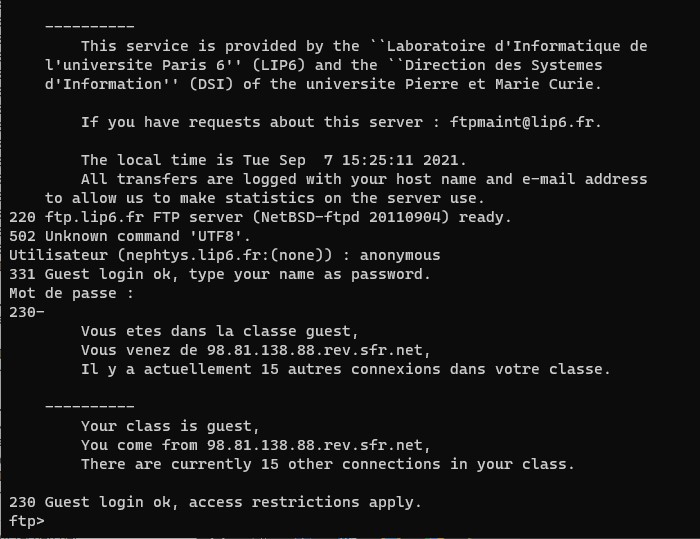 ----------
This service is provided by the ``Laboratoire d'Informatique de
l'universite Paris 6'' (LIP6) and the ``Direction des Systemes
d'Information'' (DSI) of the universite Pierre et Marie Curie.
If you have requests about this server : ftpmaint@lip6.fr.
The local time is Tue Sep  7 15:25:11 2021.
All transfers are logged with your host name and e-mail address
to allow us to make statistics on the server use.
220 ftp.lip6.fr FTP server (NetBSD-ftpd 20110904) ready.
502 Unknown command 'UTF8'.
Utilisateur (nephtys.lip6.fr:(none)) : anonymous
331 Guest login ok, type your name as password.
Mot de passe :
230-
Vous etes dans la classe guest,
Vous venez de 98.81.138.88.rev.sfr.net,
Il y a actuellement 15 autres connexions dans votre classe.
----------
Your class is guest,
You come from 98.81.138.88.rev.sfr.net,
There are currently 15 other connections in your class.
230 Guest login ok, access restrictions apply.
ftp>